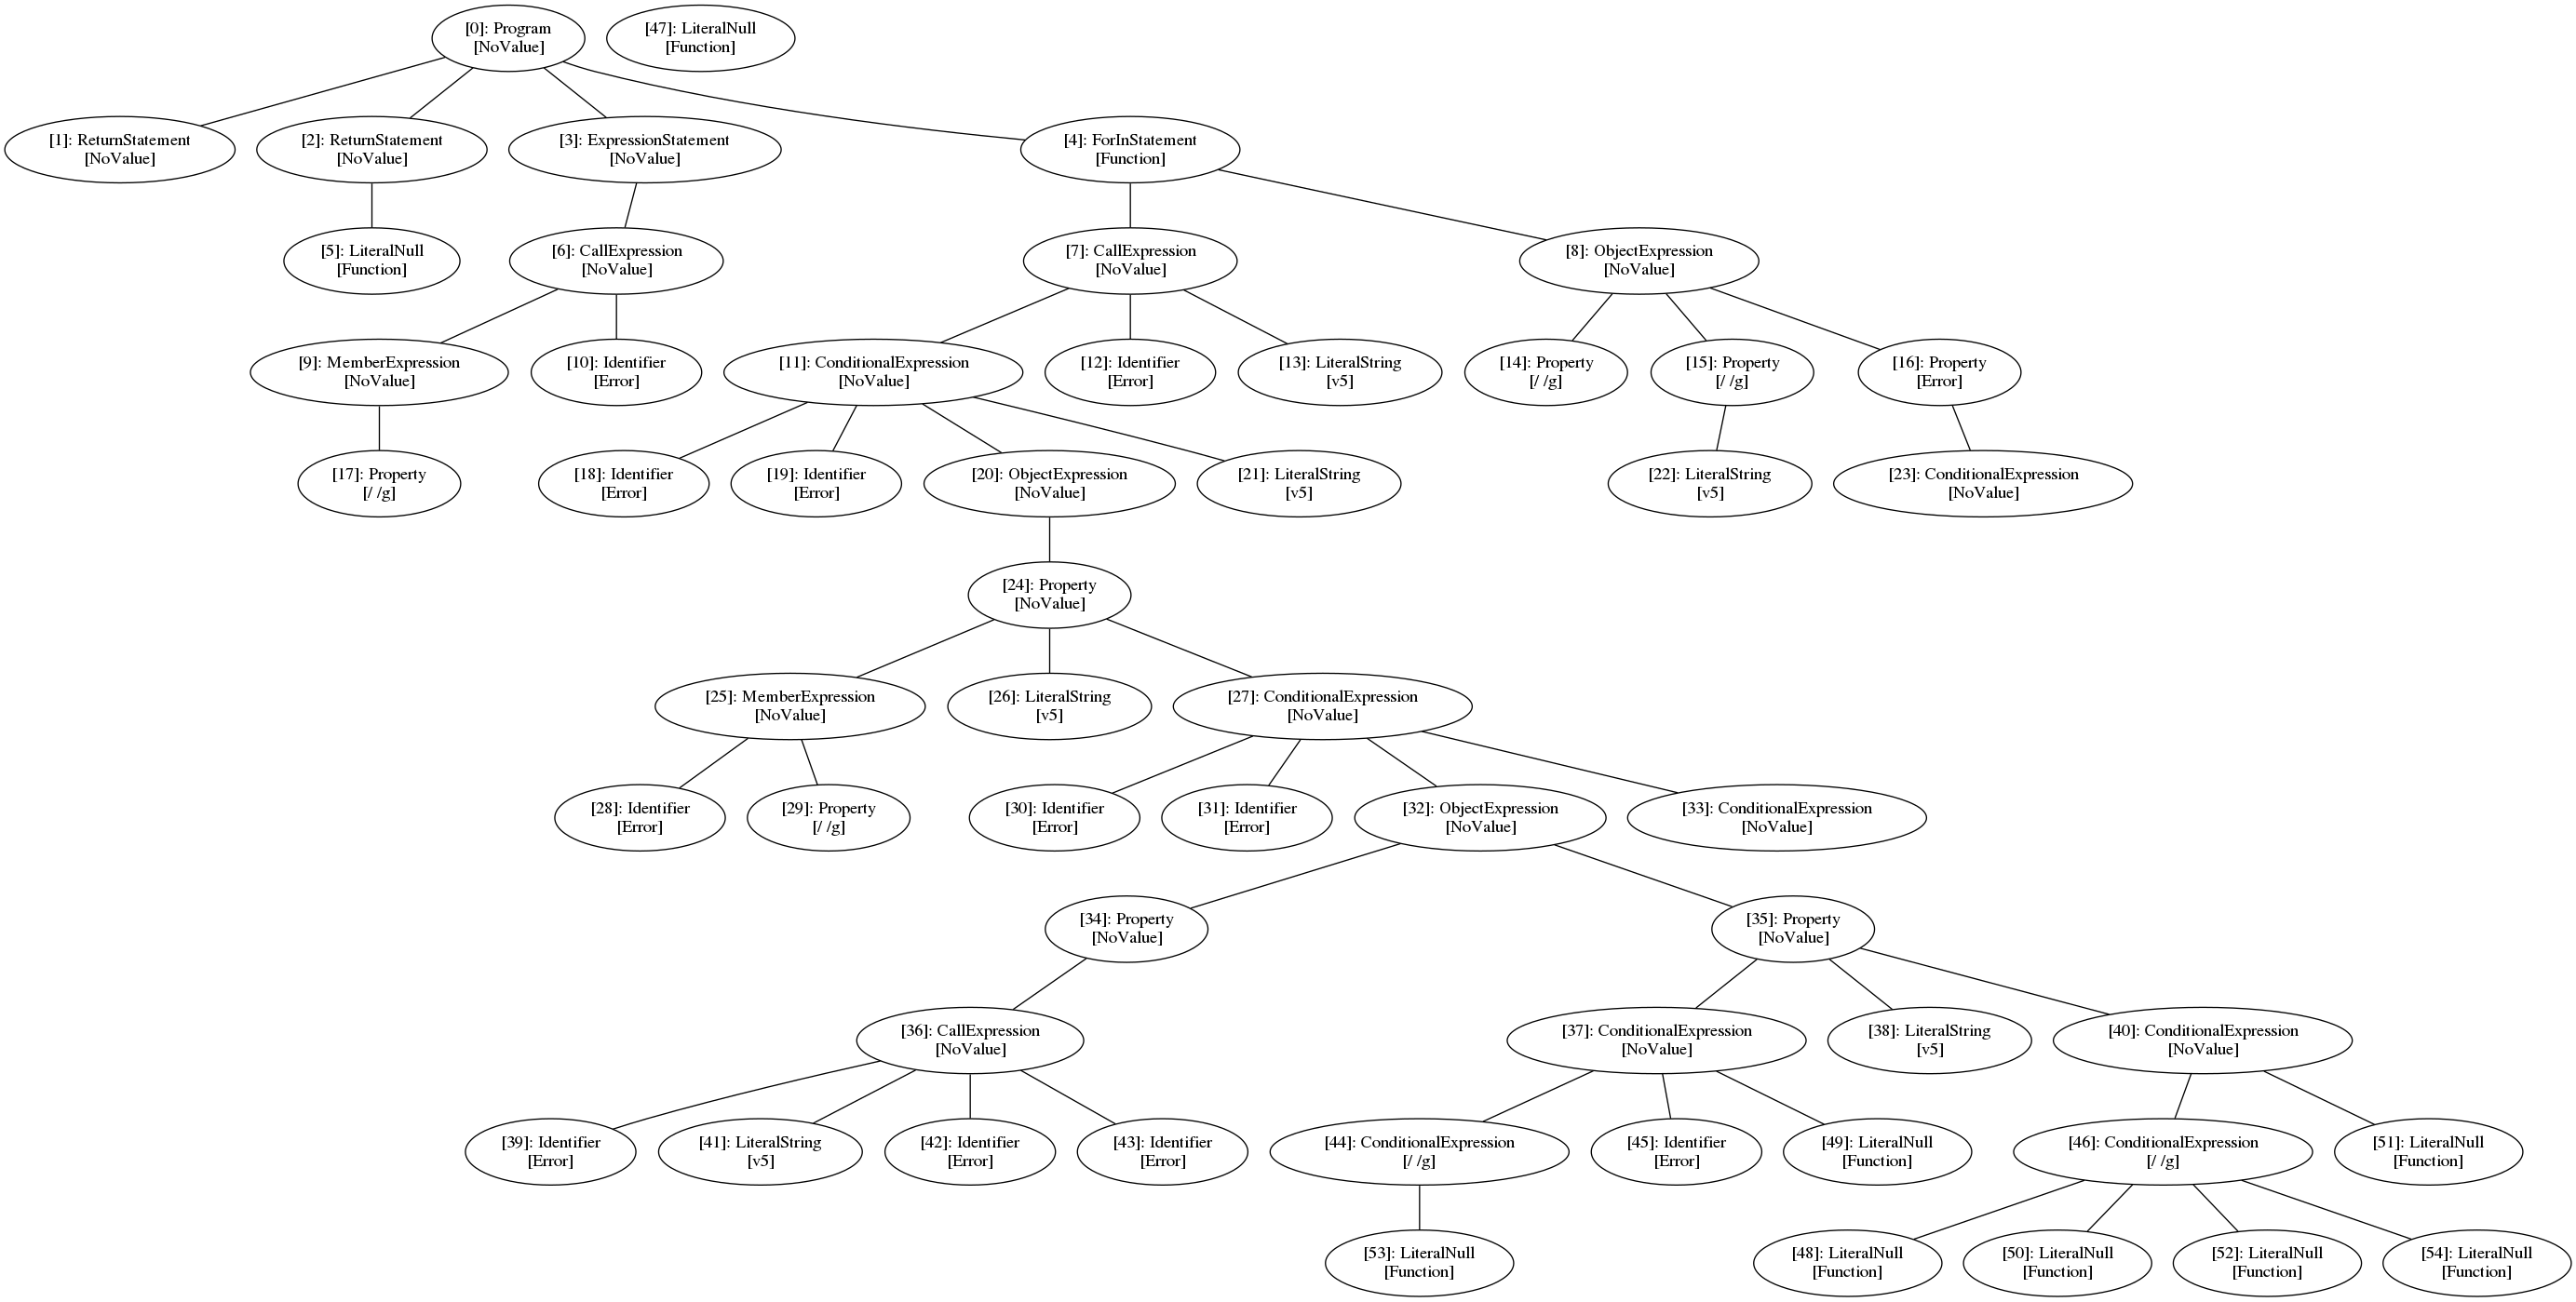 [0]: Program
[NoValue]
[47]: LiteralNull
[Function]
[1]: ReturnStatement
[NoValue]
[2]: ReturnStatement
[NoValue]
[3]: ExpressionStatement
[NoValue]
[4]: ForInStatement
[Function]
[5]: LiteralNull
[Function]
[6]: CallExpression
[NoValue]
[7]: CallExpression
[NoValue]
[8]: ObjectExpression
[NoValue]
[9]: MemberExpression
[NoValue]
[10]: Identifier
[Error]
[11]: ConditionalExpression
[NoValue]
[12]: Identifier
[Error]
[13]: LiteralString
[v5]
[14]: Property
[/ /g]
[15]: Property
[/ /g]
[16]: Property
[Error]
[17]: Property
[/ /g]
[18]: Identifier
[Error]
[19]: Identifier
[Error]
[20]: ObjectExpression
[NoValue]
[21]: LiteralString
[v5]
[22]: LiteralString
[v5]
[23]: ConditionalExpression
[NoValue]
[24]: Property
[NoValue]
[25]: MemberExpression
[NoValue]
[26]: LiteralString
[v5]
[27]: ConditionalExpression
[NoValue]
[28]: Identifier
[Error]
[29]: Property
[/ /g]
[30]: Identifier
[Error]
[31]: Identifier
[Error]
[32]: ObjectExpression
[NoValue]
[33]: ConditionalExpression
[NoValue]
[34]: Property
[NoValue]
[35]: Property
[NoValue]
[36]: CallExpression
[NoValue]
[37]: ConditionalExpression
[NoValue]
[38]: LiteralString
[v5]
[40]: ConditionalExpression
[NoValue]
[39]: Identifier
[Error]
[41]: LiteralString
[v5]
[42]: Identifier
[Error]
[43]: Identifier
[Error]
[44]: ConditionalExpression
[/ /g]
[45]: Identifier
[Error]
[49]: LiteralNull
[Function]
[46]: ConditionalExpression
[/ /g]
[51]: LiteralNull
[Function]
[53]: LiteralNull
[Function]
[48]: LiteralNull
[Function]
[50]: LiteralNull
[Function]
[52]: LiteralNull
[Function]
[54]: LiteralNull
[Function]